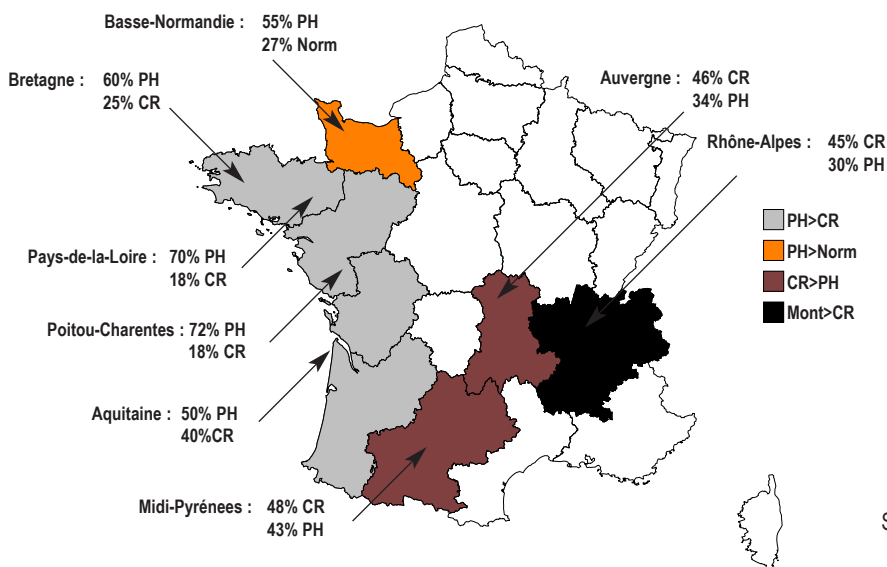 Basse-Normandie : 55% PH
27% Norm
Bretagne : 60% PH
25% CR
Auvergne : 46% CR
34% PH
Rhône-Alpes : 45% CR
30% PH
PH>CR
PH>Norm
CR>PH
Mont>CR
Pays-de-la-Loire : 70% PH
18% CR
Poitou-Charentes : 72% PH
18% CR
Aquitaine : 50% PH
40%CR
Midi-Pyrénees : 48% CR
43% PH
S